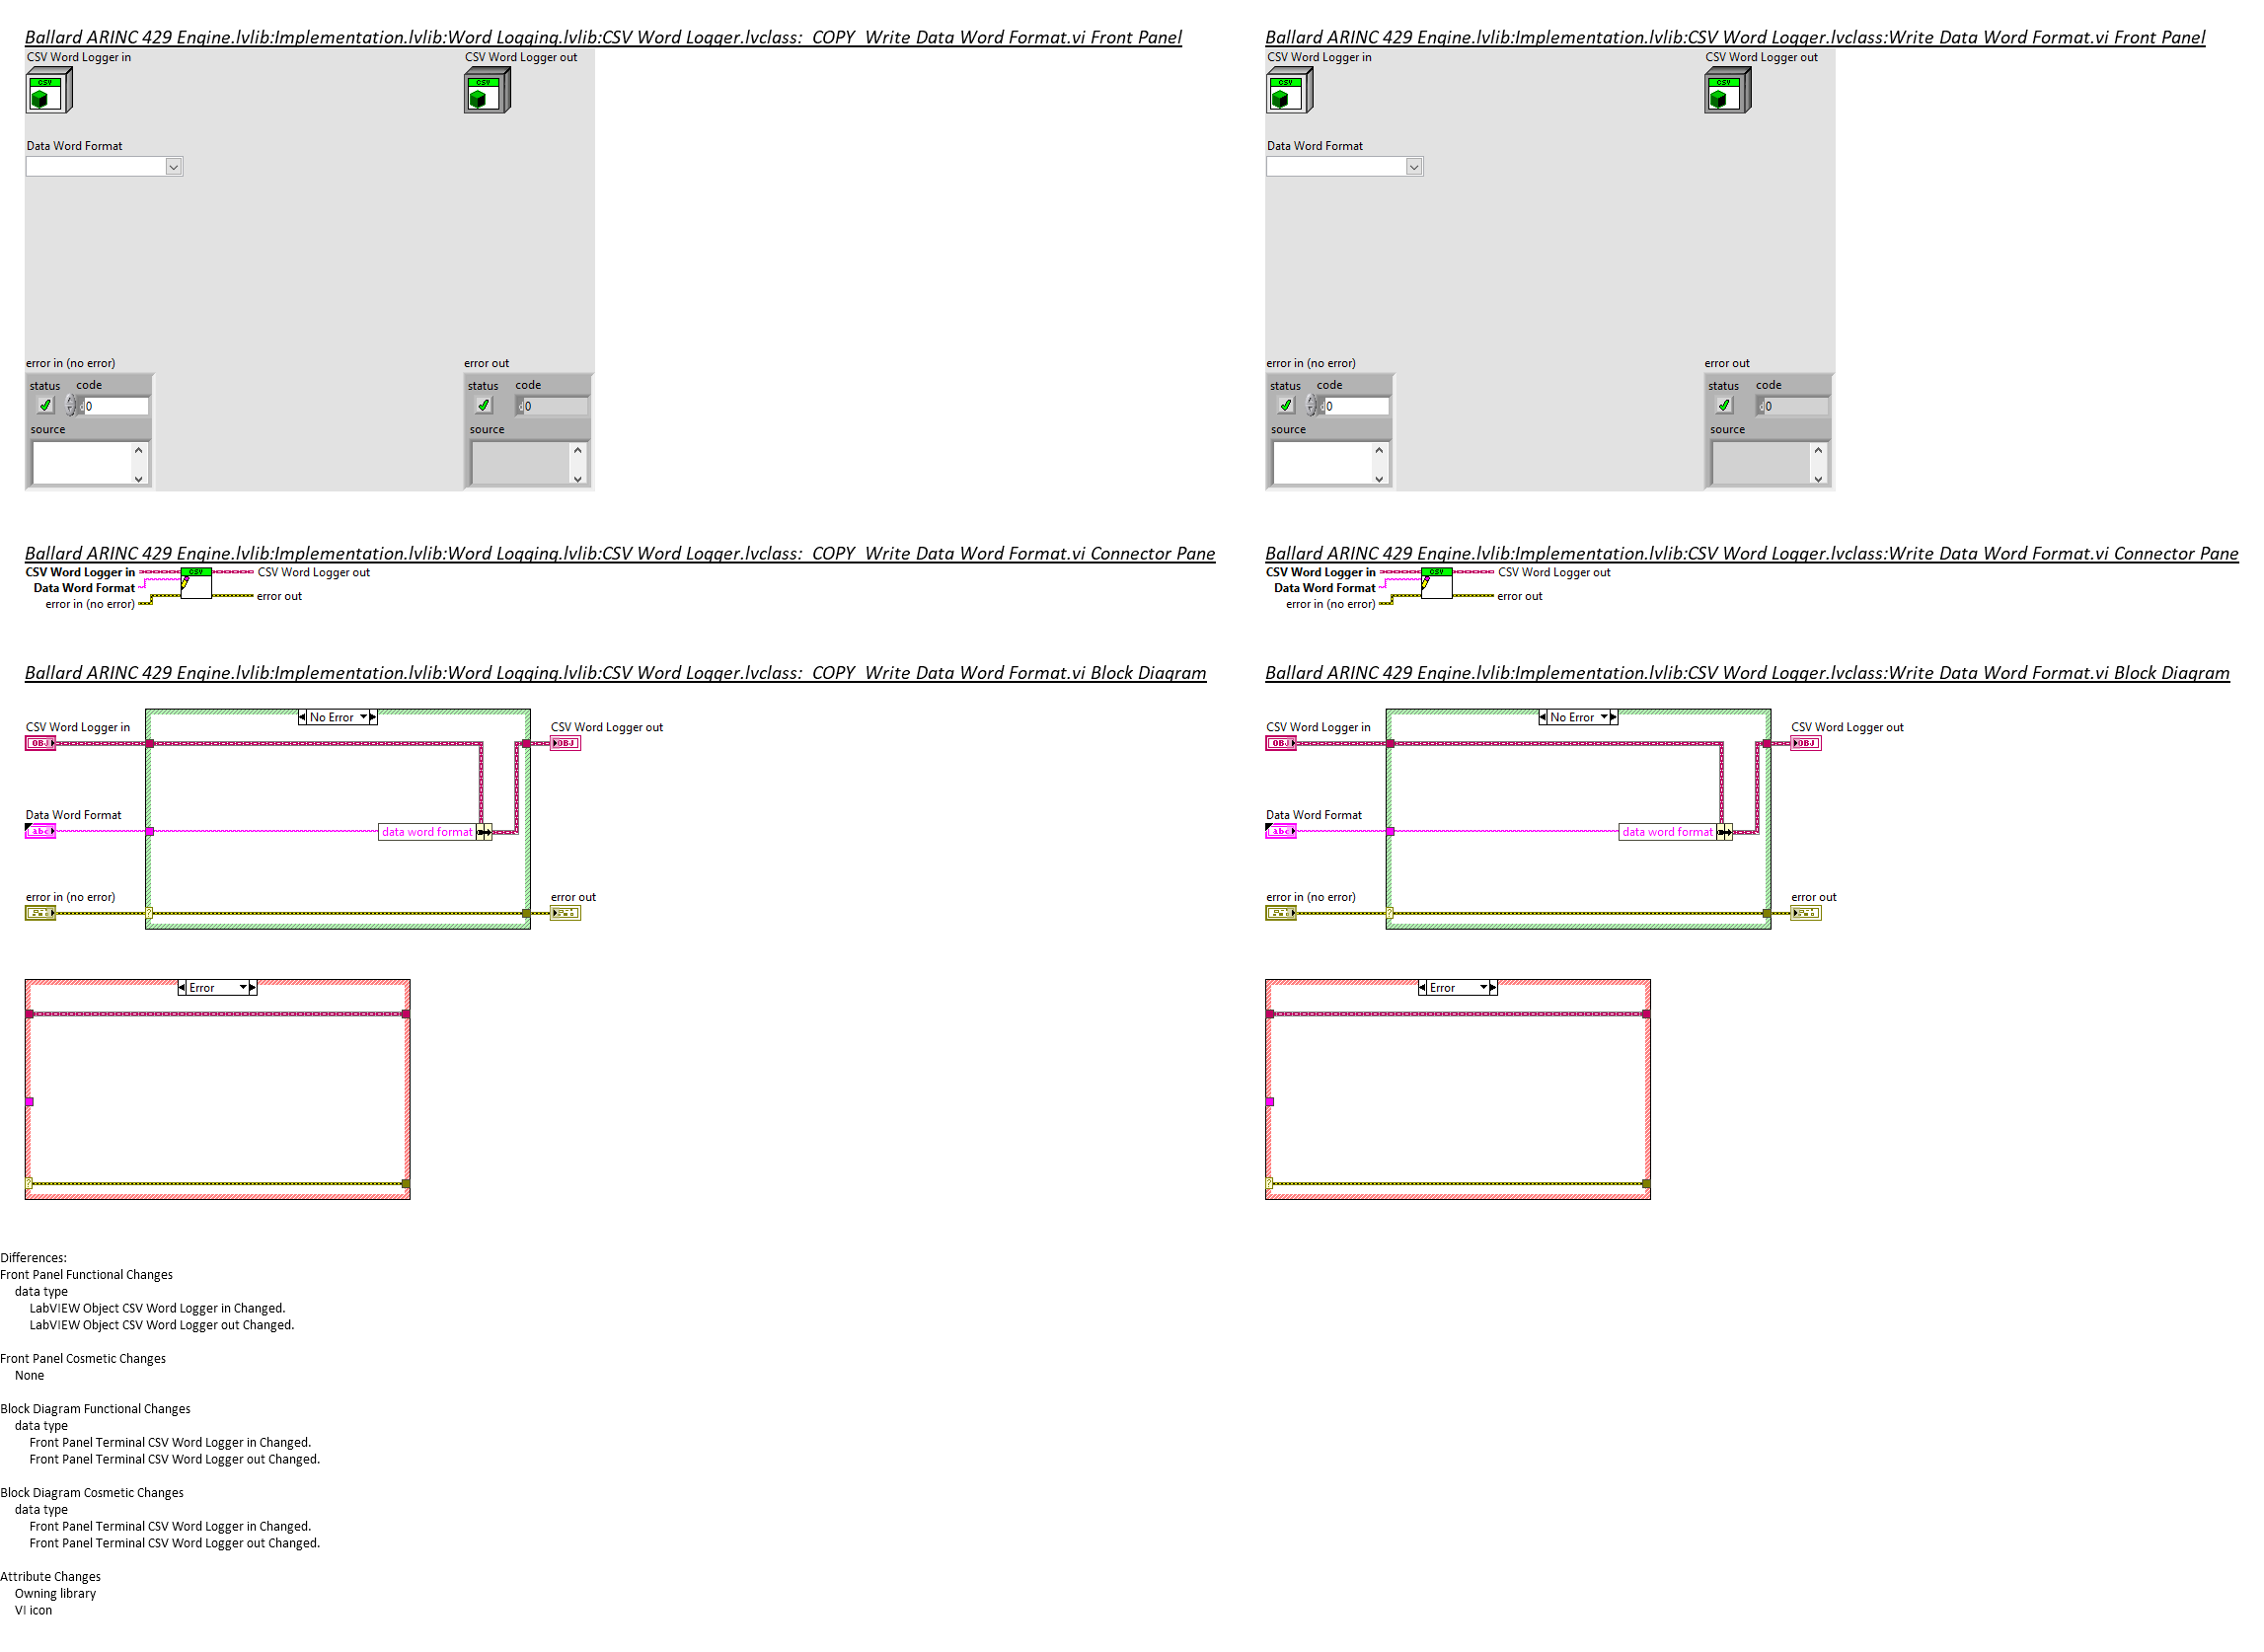 Ballard ARINC 429 Engine.lvlib:Implementation.lvlib:Word Logging.lvlib:CSV Word Logger.lvclass:_COPY_Write Data Word Format.vi Front Panel
CSV Word Logger in
CSV Word Logger out
CSV
CSV
Data Word Format
error in (no error)
error out
status code
status code
d 0
d 0
source
source
Ballard ARINC 429 Engine.lvlib:Implementation.lvlib:CSV Word Logger.lvclass:Write Data Word Format.vi Front Panel
CSV Word Logger in
CSV Word Logger out
CSV
CSV
Data Word Format
error in (no error)
error out
status code
status code
d 0
d 0
source
source
Ballard ARINC 429 Engine.lvlib:Implementation.lvlib:Word Logging.lvlib:CSV Word Logger.lvclass:_COPY_Write Data Word Format.vi Connector Pane
CSV Word Logger in
CSV
CSV Word Logger out
Data Word Format
error in (no error)
error out
Ballard ARINC 429 Engine.lvlib:Implementation.lvlib:CSV Word Logger.lvclass:Write Data Word Format.vi Connector Pane
CSV Word Logger in
CSV
CSV Word Logger out
Data Word Format
error in (no error)
error out
Ballard ARINC 429 Engine.lvlib:Implementation.lvlib:Word Logging.lvlib:CSV Word Logger.lvclass:_COPY_Write Data Word Format.vi Block Diagram
No Error
CSV Word Logger in
CSV Word Logger out
OBJ
OBJ
Data Word Format
abc
data word format
error in (no error)
error out
?
Error
?
Ballard ARINC 429 Engine.lvlib:Implementation.lvlib:CSV Word Logger.lvclass:Write Data Word Format.vi Block Diagram
No Error
CSV Word Logger in
CSV Word Logger out
OBJ
OBJ
Data Word Format
abc
data word format
error in (no error)
error out
?
Error
?
Differences:
Front Panel Functional Changes
data type
LabVIEW Object CSV Word Logger in Changed.
LabVIEW Object CSV Word Logger out Changed.
Front Panel Cosmetic Changes
None
Block Diagram Functional Changes
data type
Front Panel Terminal CSV Word Logger in Changed.
Front Panel Terminal CSV Word Logger out Changed.
Block Diagram Cosmetic Changes
data type
Front Panel Terminal CSV Word Logger in Changed.
Front Panel Terminal CSV Word Logger out Changed.
Attribute Changes
Owning library
VI icon